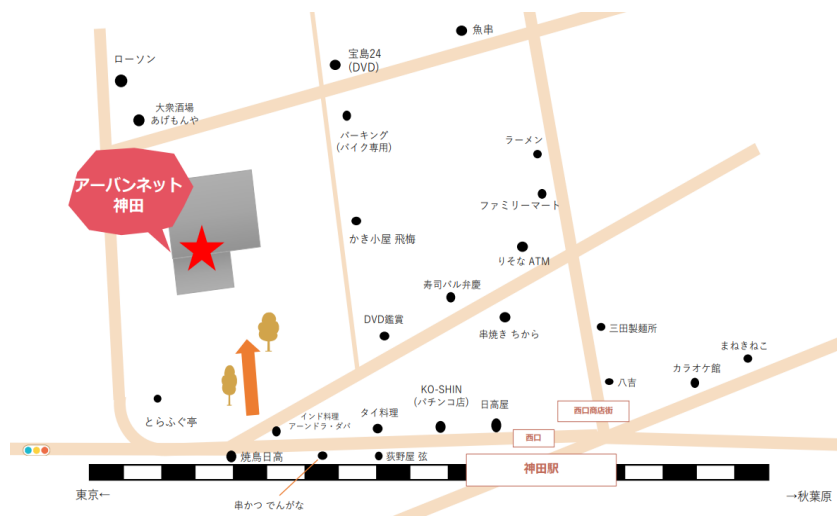 魚串
宝島24
(DVD)
ローソン
大衆酒場
あげもんや
パーキング
(バイク専用)
ラーメン
アーバンネット
神田
ファミリーマート
かき小屋 飛梅
りそな ATM
寿司バル弁慶
DVD鑑賞
串焼き ちから
三田製麺所
まねきねこ
カラオケ館
八吉
KO-SHIN
(パチンコ店)
日高屋
西口商店街
とらふぐ亭
インド料理
アーンドラ・ダバ
タイ料理
西口
焼鳥日高
荻野屋 弦
神田駅
東京←
串かつ でんがな
→秋葉原